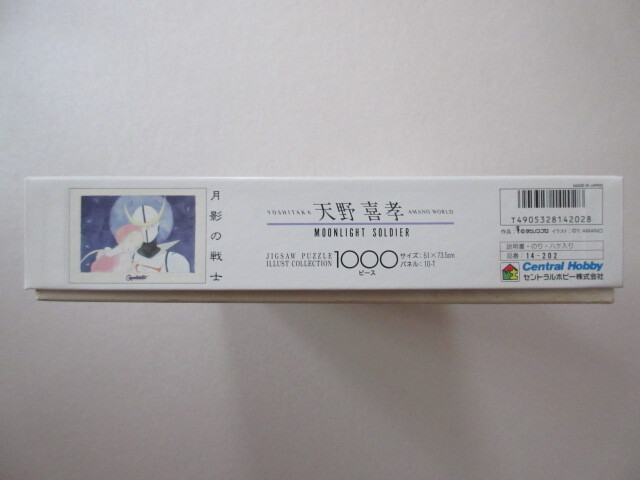 月影の戦士
YOSHITAKA 天野喜孝 AMANO WORLD
MOONLIGHT SOLDIER
JIGSAW PUZZLE
ILLUST COLLECTION
1000
ピース
サイズ:51×73.5cm
パネル:10-T
MADE IN JAPAN
T4905328142028
説明書・のり・ハケ入り
品番:14-202
Central Hobby
セントラルホビー株式会社